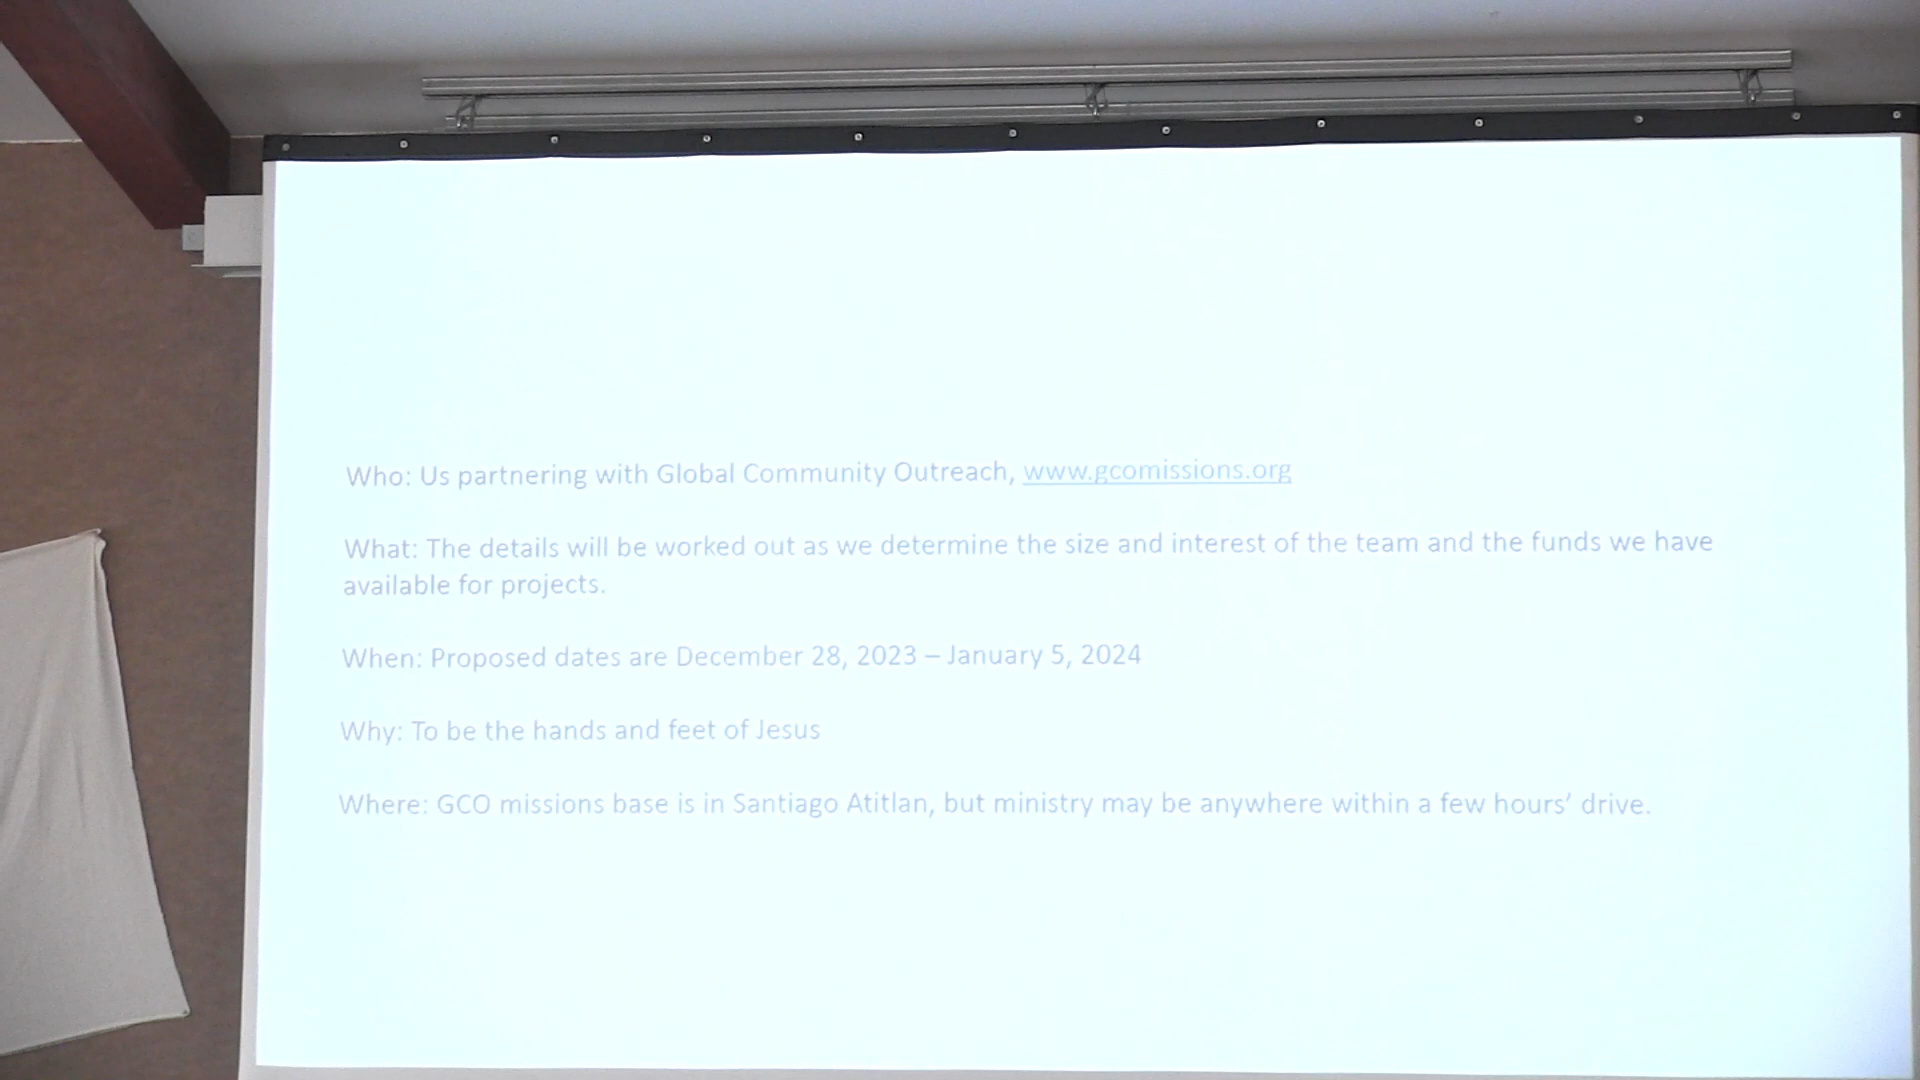 Who: Us partnering with Global Community Outreach, www.gcomissions.org
What: The details will be worked out as we determine the size and interest of the team and the funds we have
available for projects.
When: Proposed dates are December 28, 2023 – January 5, 2024
Why: To be the hands and feet of Jesus
Where: GCO missions base is in Santiago Atitlan, but ministry may be anywhere within a few hours’ drive.